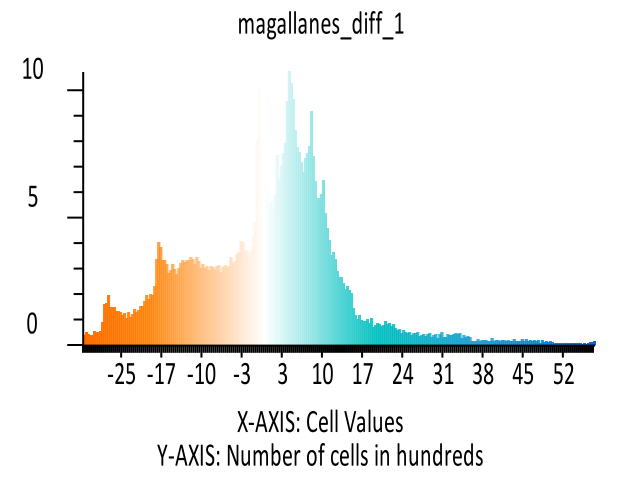 magallanes_diff_1
10
5
0
-25 -17 -10 -3 3 10 17 24 31 38 45 52
X-AXIS: Cell Values
Y-AXIS: Number of cells in hundreds